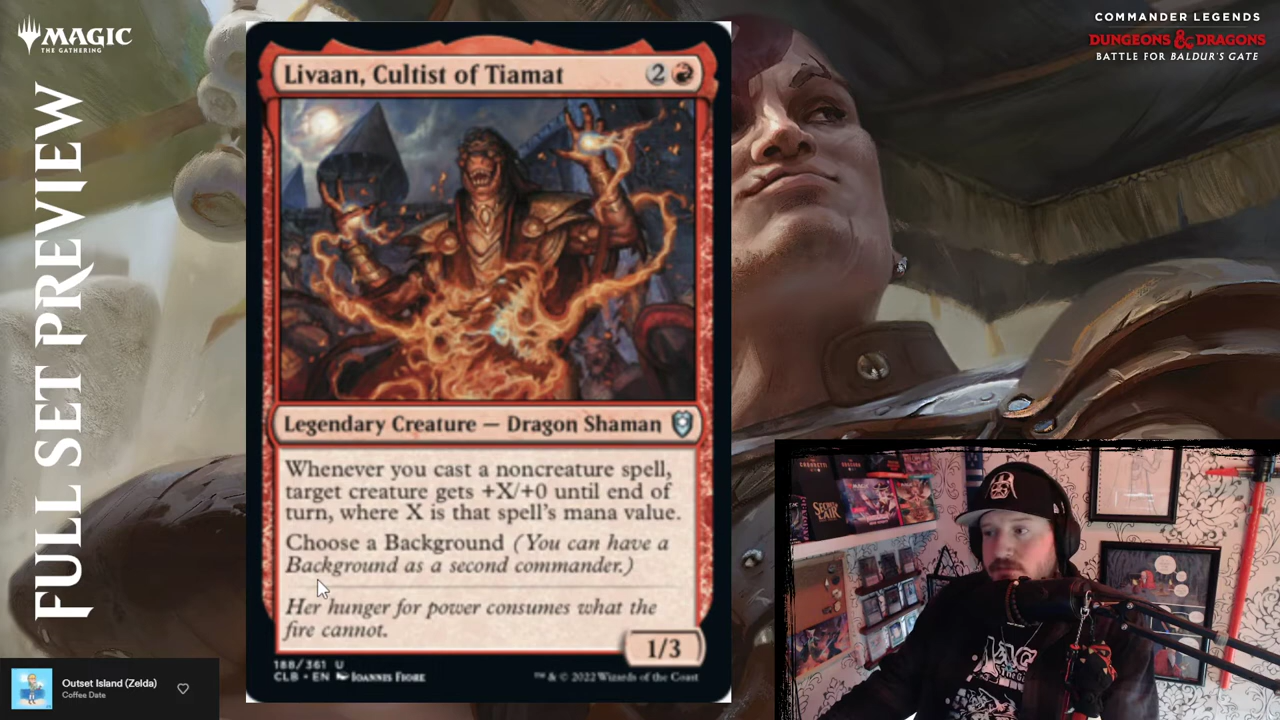 MAGIC
THE GATHERING
FULL SET PREVIEW
COMMANDER LEGENDS
DUNGEONS & DRAGONS
BATTLE FOR BALDUR'S GATE
Livaan, Cultist of Tiamat 2
Legendary Creature — Dragon Shaman
Whenever you cast a noncreature spell,
target creature gets +X/+0 until end of
turn, where X is that spell's mana value.
Choose a Background (You can have a
Background as a second commander.)
Her hunger for power consumes what the
fire cannot.
1/3
188/361 U
CLB • EN IOANNIS FIORE
™ & © 2022 Wizards of the Coast
Outset Island (Zelda)
Coffee Date
SECRET
LAIR